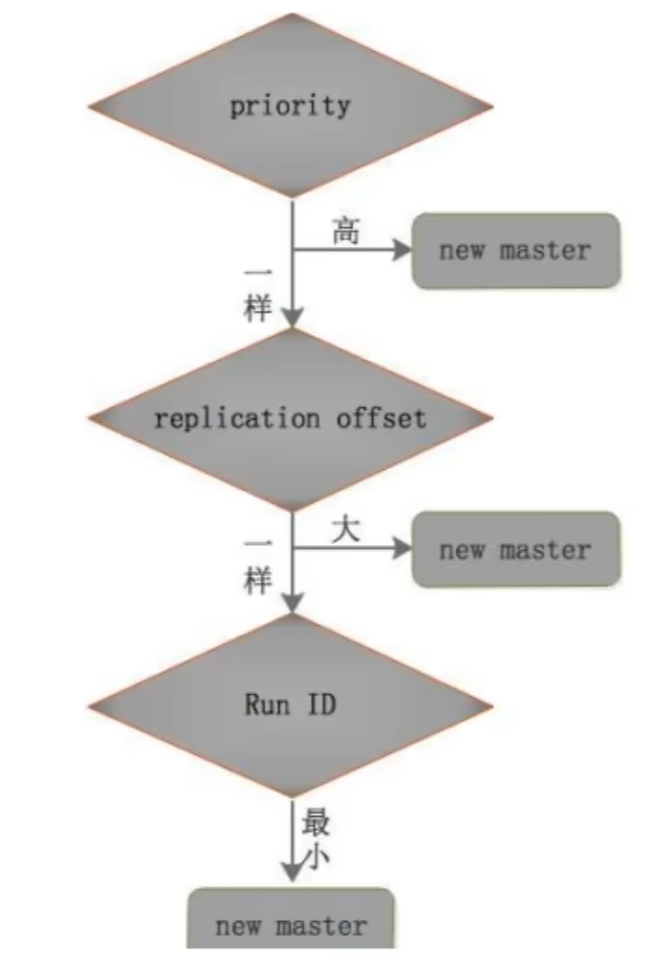 priority
高
new master
一
样
replication offset
大
new master
一
样
Run ID
最
小
new master